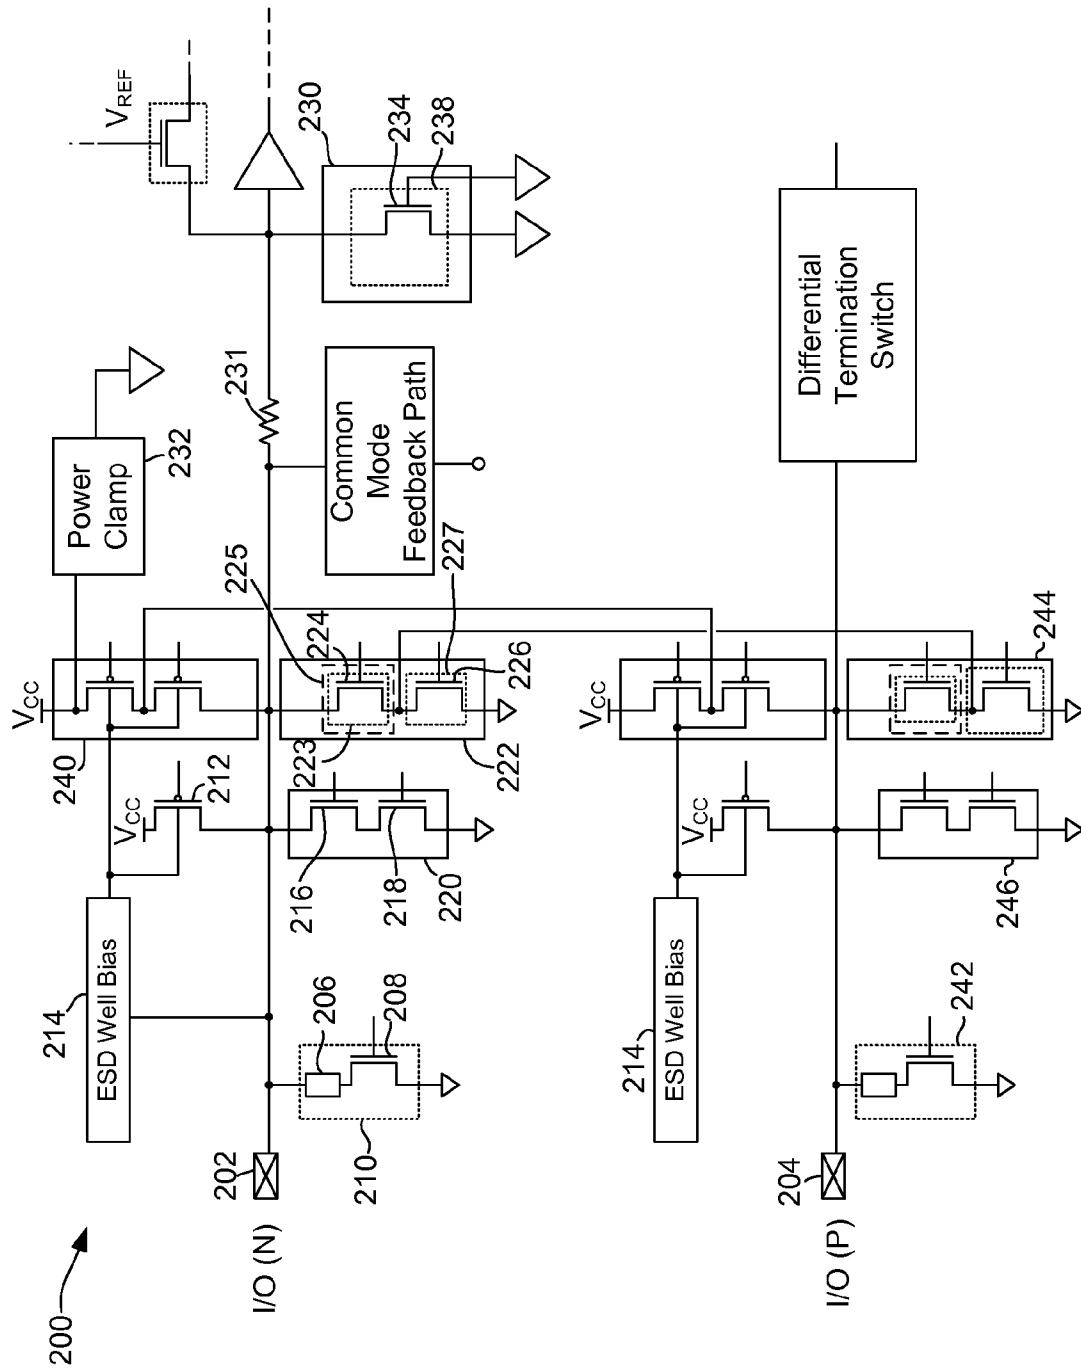 200
I/O (N)
202
214
ESD Well Bias
206
208
210
V_CC
212
216
218
220
V_CC
240
225
224
223
226
227
222
Power
Clamp
232
231
Common
Mode
Feedback Path
V_REF
230
234
238
I/O (P)
204
214
ESD Well Bias
242
V_CC
246
V_CC
244
Differential
Termination
Switch